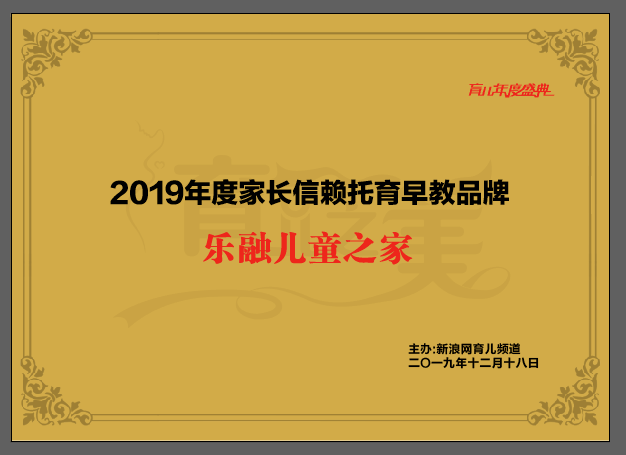 育儿年度盛典
2019年度家长信赖托育早教品牌
乐融儿童之家
主办:新浪网育儿频道
二〇一九年十二月十八日